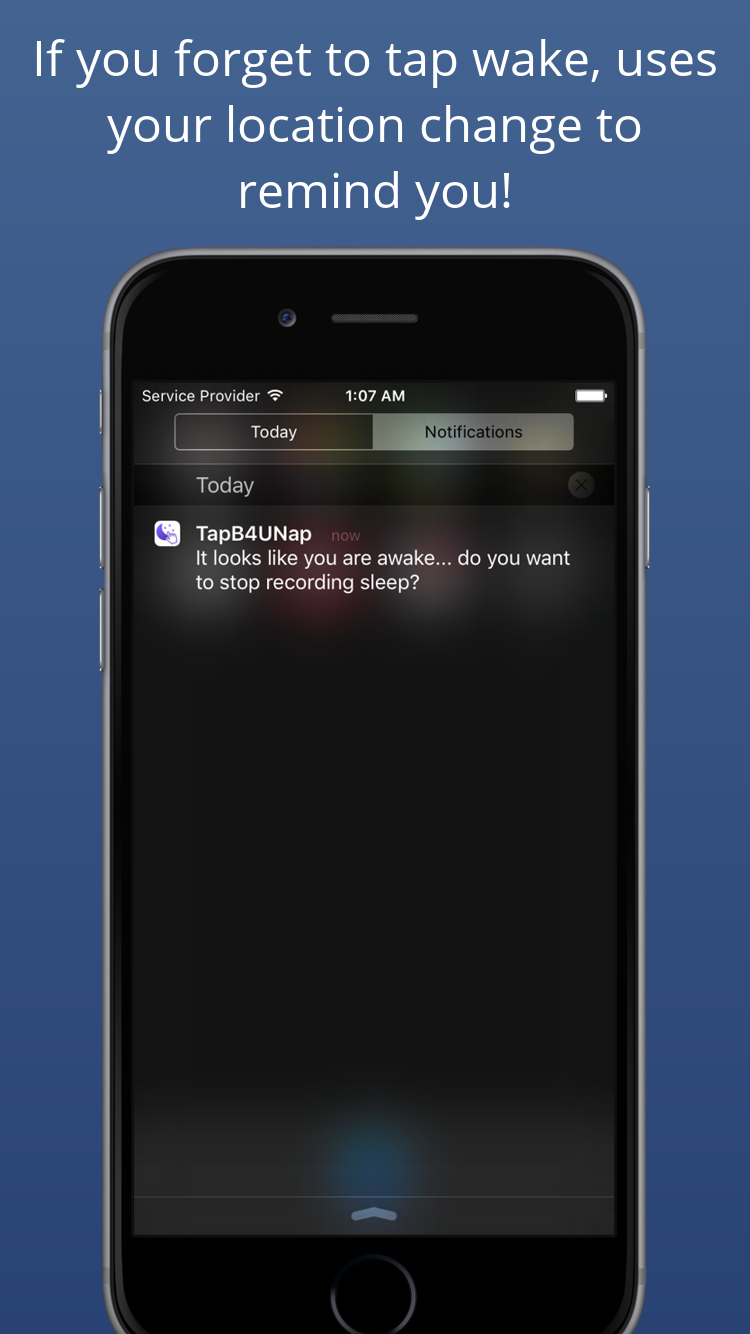 If you forget to tap wake, uses
your location change to
remind you!
Service Provider 1:07 AM
Today Notifications
Today
TapB4UNap now
It looks like you are awake... do you want
to stop recording sleep?